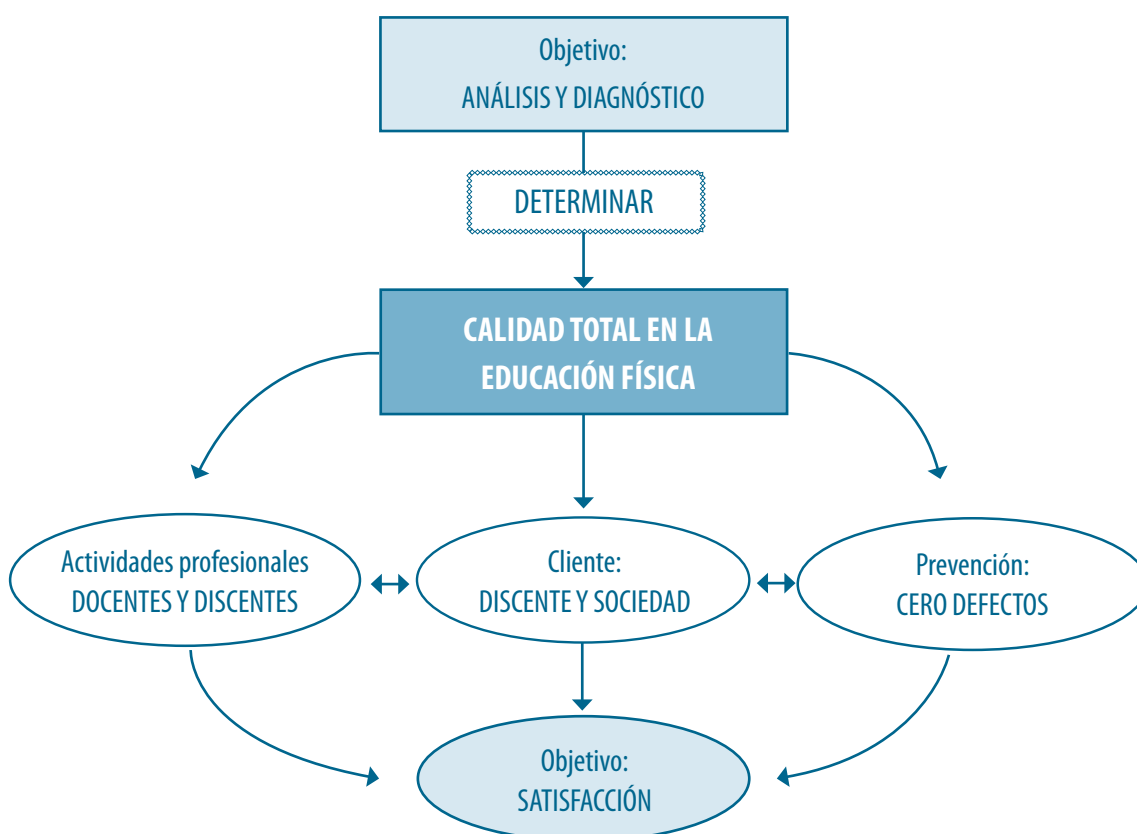 Objetivo:
ANÁLISIS Y DIAGNÓSTICO
DETERMINAR
CALIDAD TOTAL EN LA
EDUCACIÓN FÍSICA
Actividades profesionales
DOCENTES Y DISCENTES
Cliente:
DISCENTE Y SOCIEDAD
Prevención:
CERO DEFECTOS
Objetivo:
SATISFACCIÓN